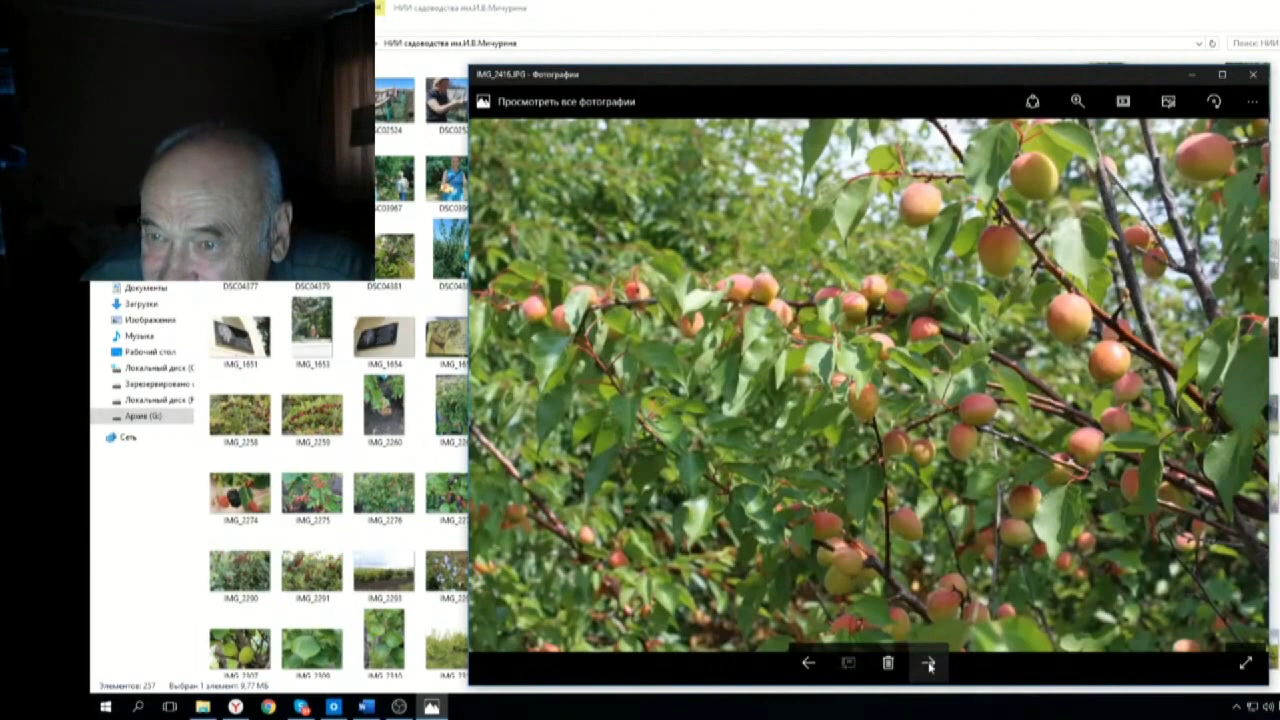 НИИ садоводства им.И.В.Мичурина
НИИ садоводства им.И.В.Мичурина
Поиск: НИИ
IMG_2416.JPG - Фотографии
Просмотреть все фотографии
DSC02524
DSC03967
DSC04377
DSC04379
DSC04381
Документы
Загрузки
Изображения
Музыка
Рабочий стол
Локальный диск (C
Зарезервировано
Локальный диск
Архив (G:)
Сеть
IMG_1651
IMG_1653
IMG_1654
IMG_2258
IMG_2259
IMG_2260
IMG_2274
IMG_2275
IMG_2276
IMG_2290
IMG_2291
IMG_2293
Элементов: 257
Выбран 1 элемент: 9,77 МБ